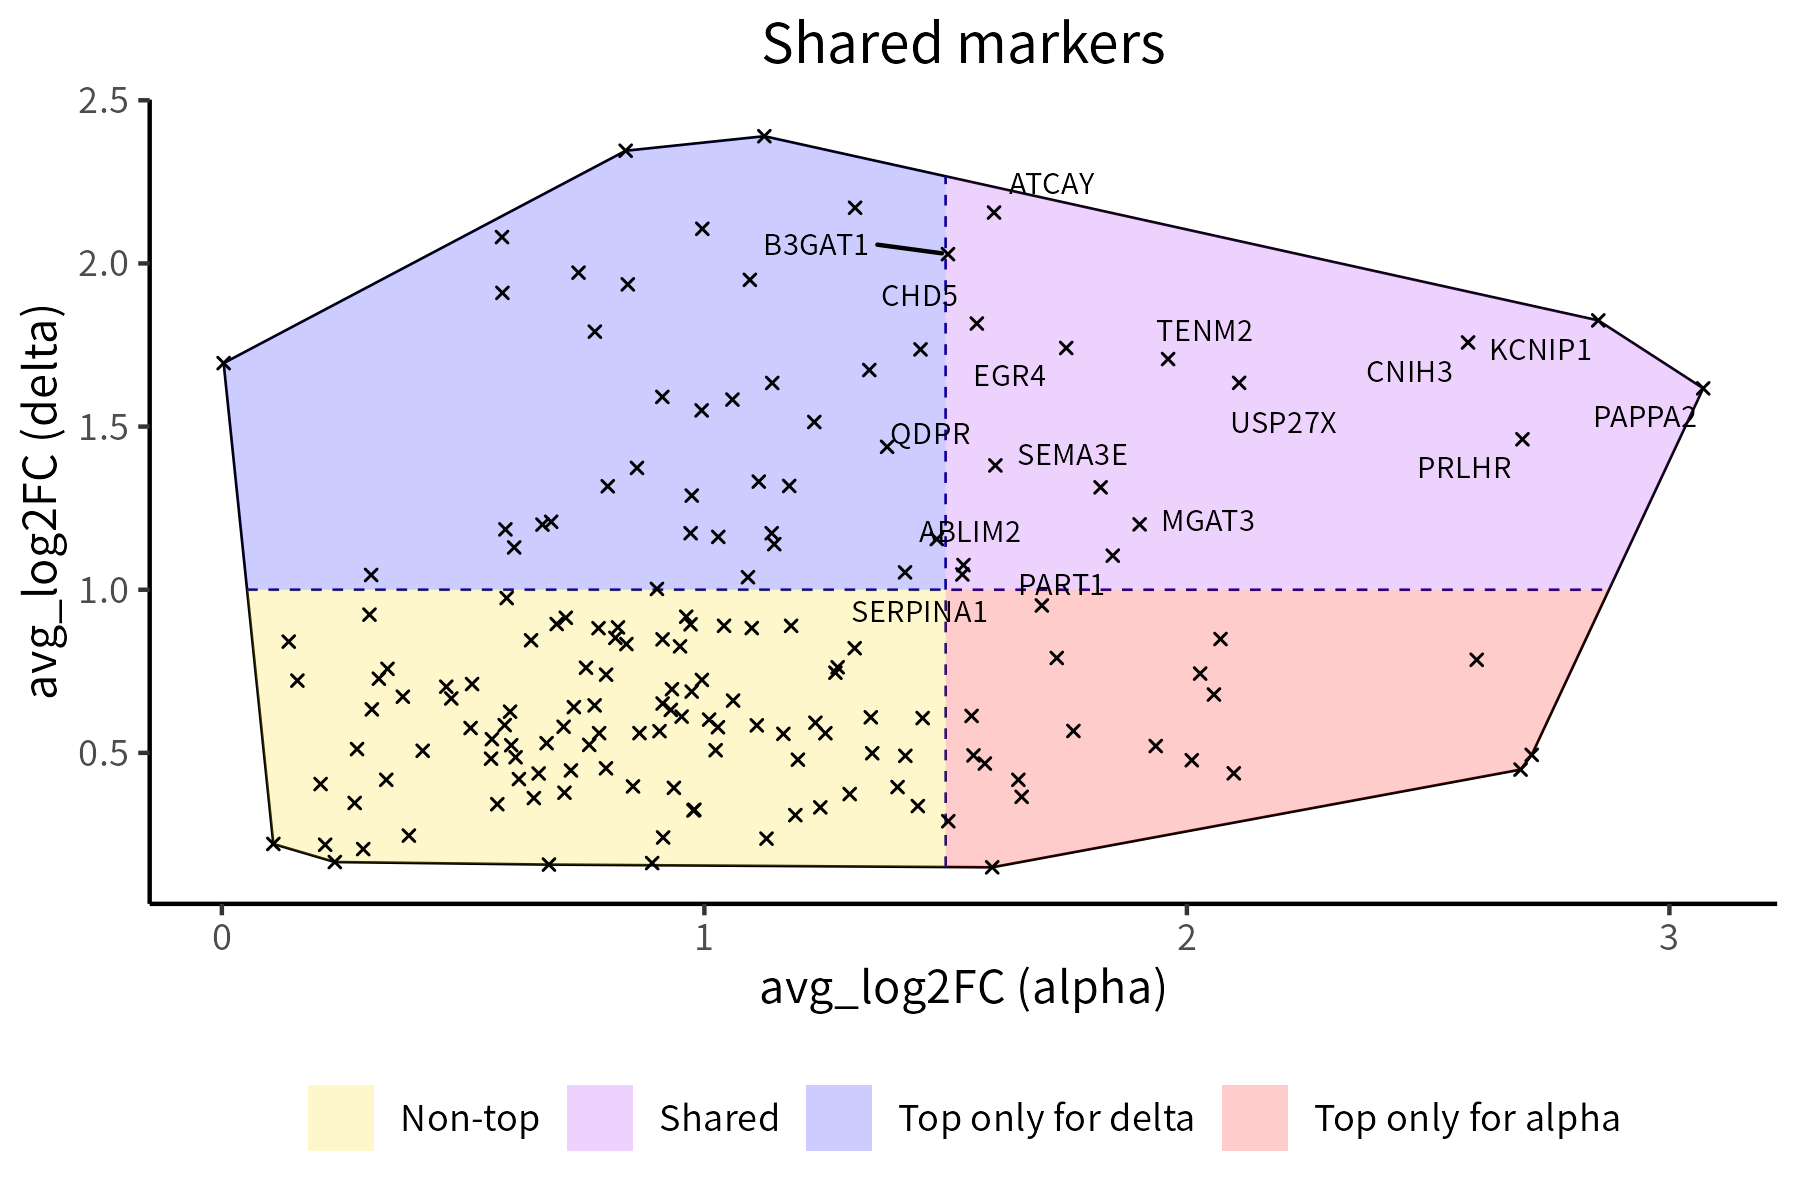 Shared markers
avg_log2FC (delta)
2.5
2.0
1.5
1.0
0.5
ATCAY
B3GAT1
CHD5
TENM2
KCNIP1
CNIH3
EGR4
PAPPA2
USP27X
QDPR
SEMA3E
PRLHR
MGAT3
ABLIM2
PART1
SERPINA1
0 1 2 3
avg_log2FC (alpha)
Non-top Shared Top only for delta Top only for alpha